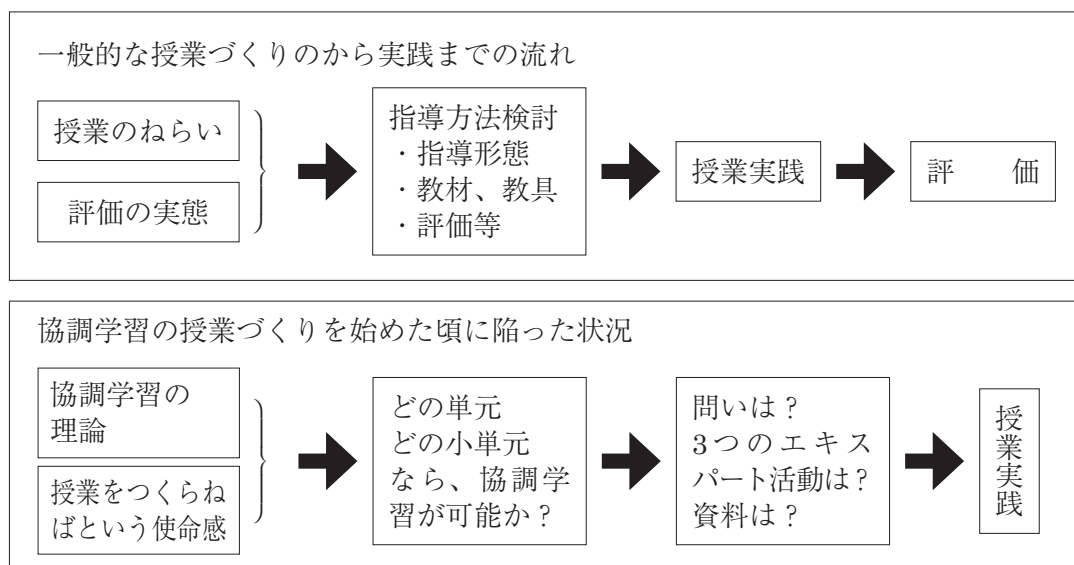 一般的な授業づくりのから実践までの流れ
授業のねらい
評価の実態
指導方法検討
・指導形態
・教材、教具
・評価等
授業実践
評　価
協調学習の授業づくりを始めた頃に陥った状況
協調学習の
理論
授業をつくらね
ばという使命感
どの単元
どの小単元
なら、協調学
習が可能か？
問いは？
3つのエキス
パート活動は？
資料は？
授業実践